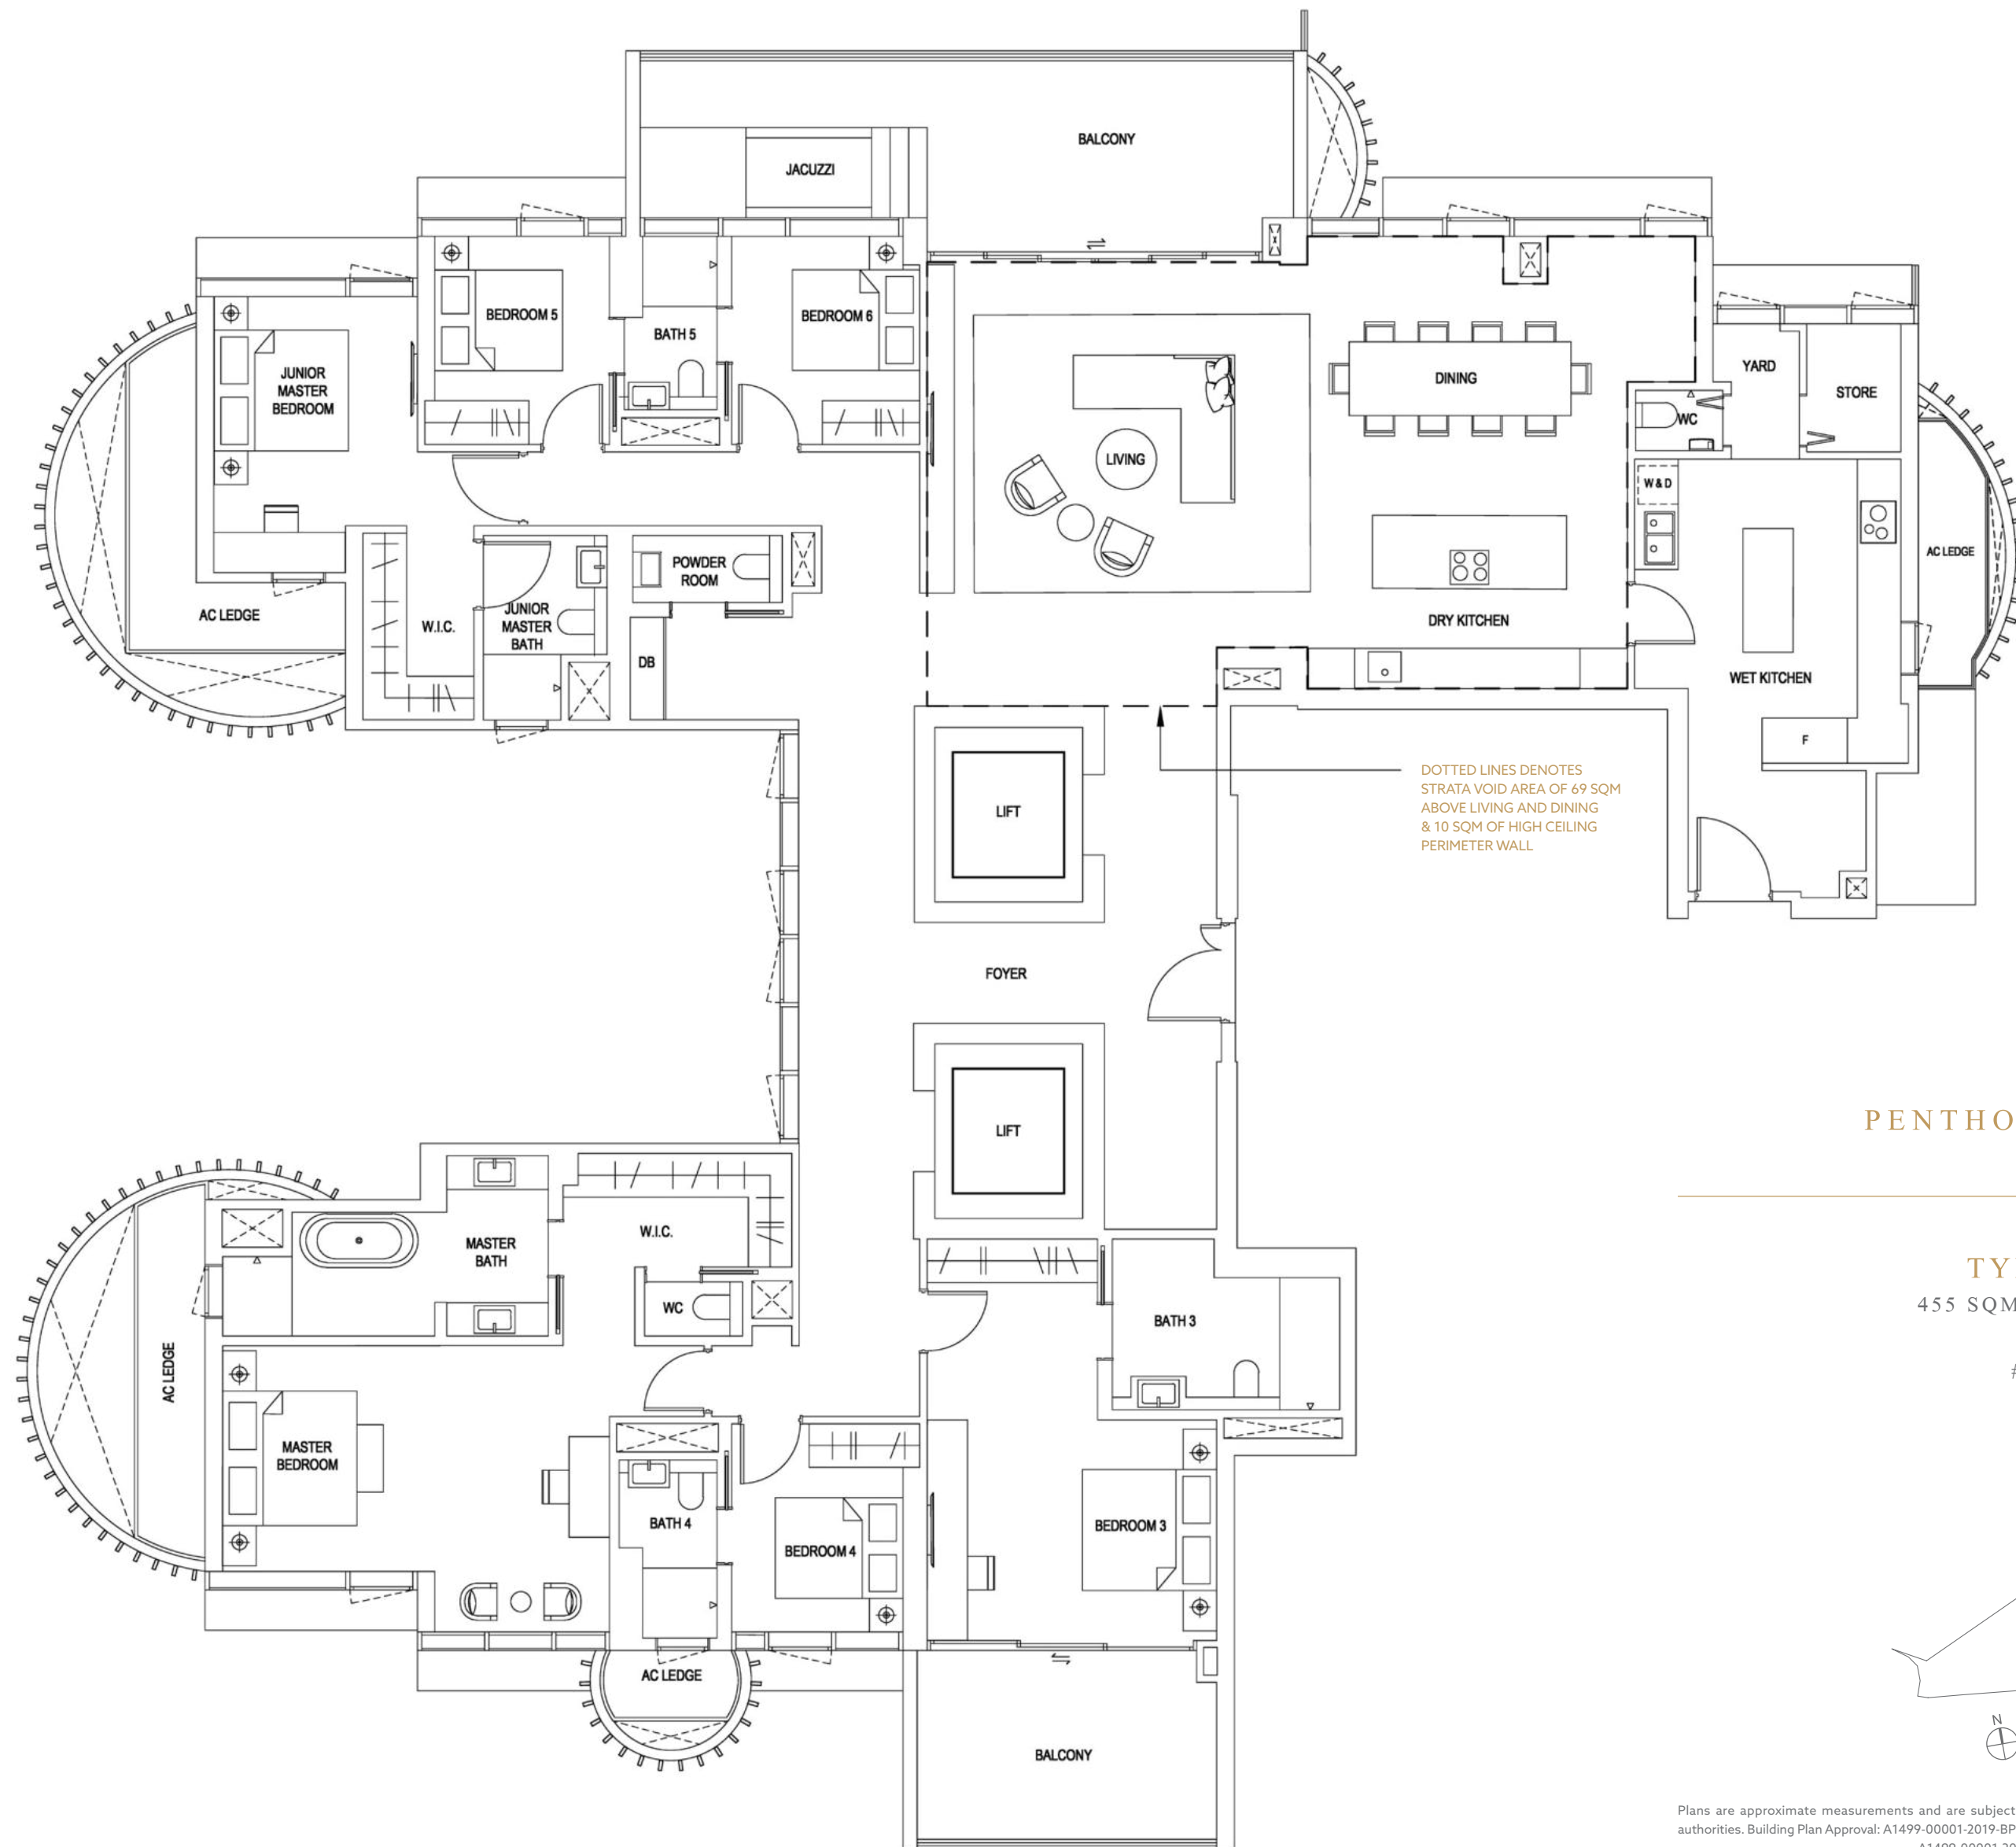 BALCONY
JACUZZI
BEDROOM 5
BATH 5
BEDROOM 6
JUNIOR
MASTER
BEDROOM
LIVING
DINING
YARD
STORE
WC
W & D
AC LEDGE
POWDER
ROOM
AC LEDGE
W.I.C.
JUNIOR
MASTER
BATH
DB
DRY KITCHEN
WET KITCHEN
F
DOTTED LINES DENOTES
STRATA VOID AREA OF 69 SQM
ABOVE LIVING AND DINING
& 10 SQM OF HIGH CEILING
PERIMETER WALL
LIFT
FOYER
LIFT
PENTHO
W.I.C.
MASTER
BATH
WC
AC LEDGE
BATH 3
TY
455 SQM
#
MASTER
BEDROOM
BATH 4
BEDROOM 4
BEDROOM 3
AC LEDGE
BALCONY
N
Plans are approximate measurements and are subject
authorities. Building Plan Approval: A1499-00001-2019-BP